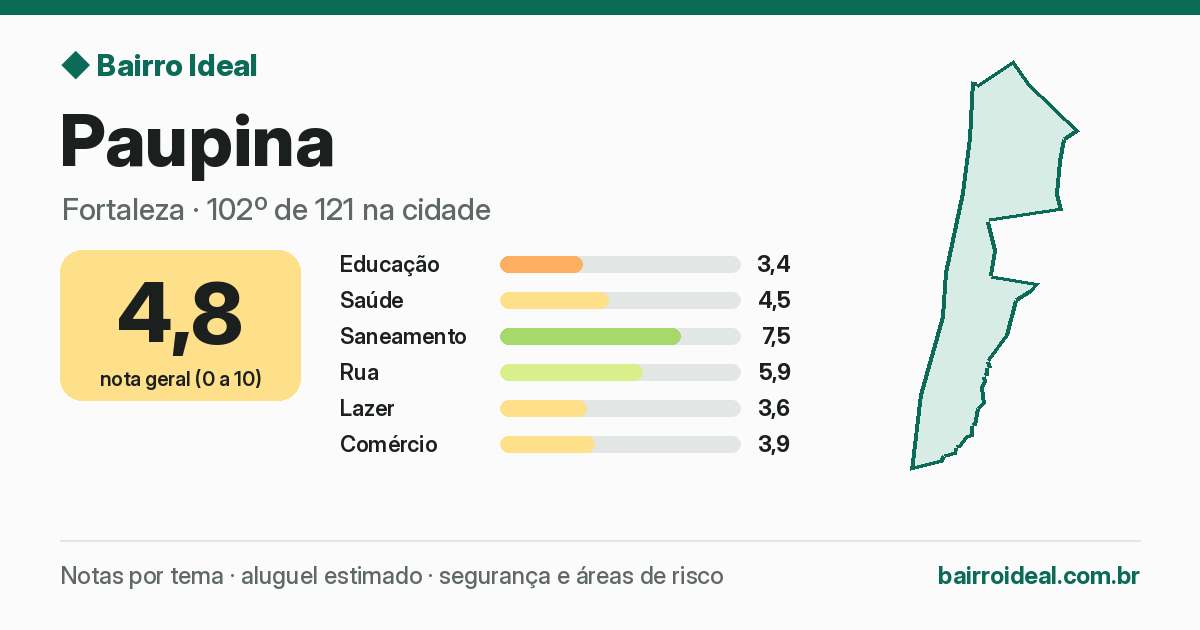 Bairro Ideal
Paupina
Fortaleza · 102º de 121 na cidade
4,8
nota geral (0 a 10)
Educação 3,4
Saúde 4,5
Saneamento 7,5
Rua 5,9
Lazer 3,6
Comércio 3,9
Notas por tema · aluguel estimado · segurança e áreas de risco
bairroideal.com.br